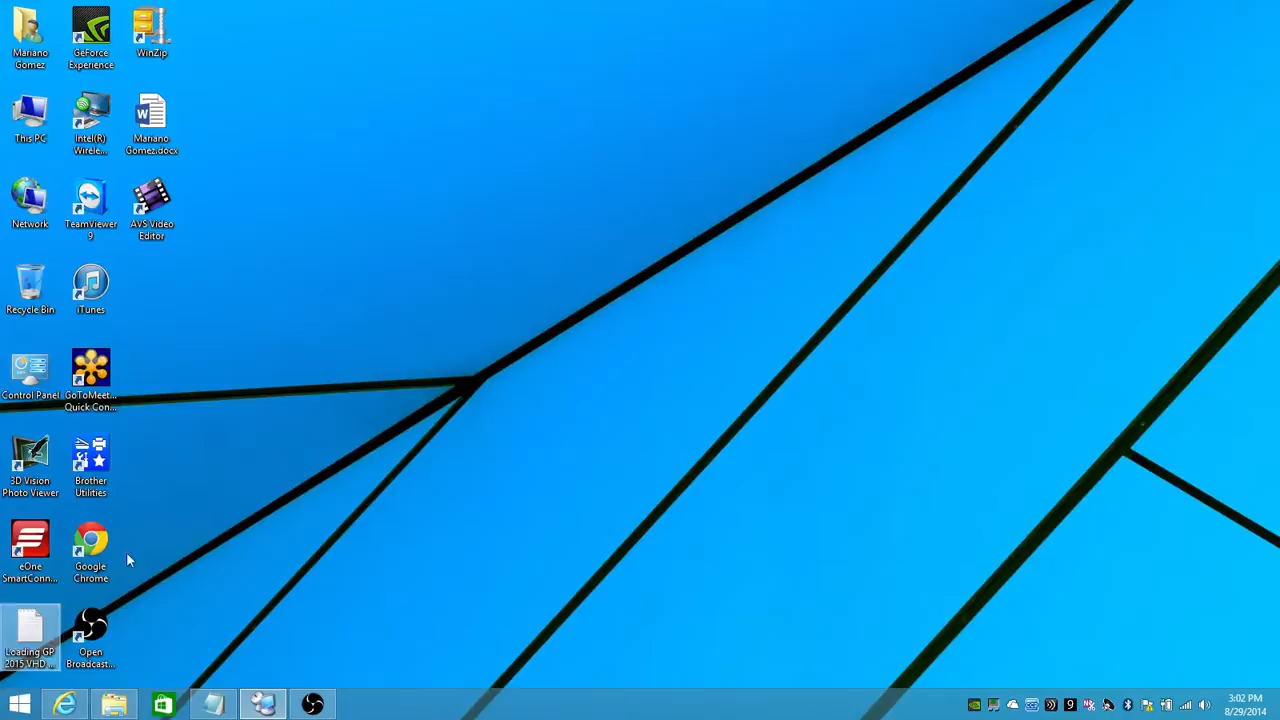 Mariano
Gomez
GeForce
Experience
WinZip
This PC
Intel(R)
Wirele...
Mariano
Gomez.docx
Network
TeamViewer
9
AVS Video
Editor
Recycle Bin
iTunes
Control Panel
GoToMeet...
Quick Con...
3D Vision
Photo Viewer
Brother
Utilities
eOne
SmartConn...
Google
Chrome
Loading GP
2015 VHD ...
Open
Broadcast...
9
3:02 PM
8/29/2014